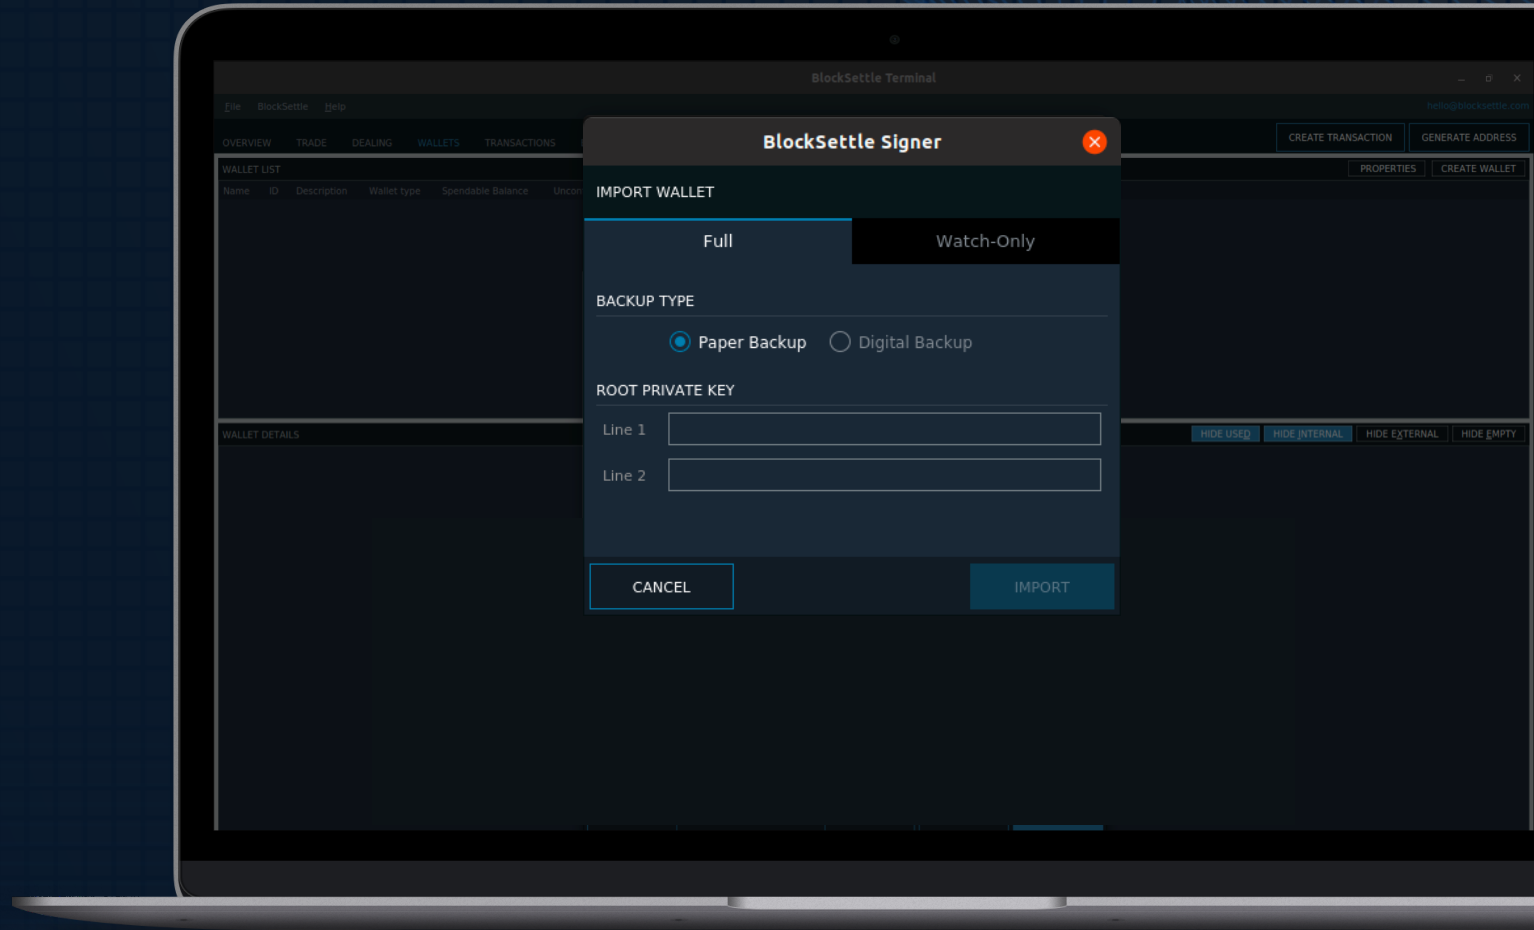 BlockSettle Terminal
File BlockSettle Help
hello@blocksettle.com
OVERVIEW TRADE DEALING WALLETS TRANSACTIONS
CREATE TRANSACTION GENERATE ADDRESS
WALLET LIST
PROPERTIES CREATE WALLET
Name ID Description Wallet type Spendable Balance
BlockSettle Signer
IMPORT WALLET
Full Watch-Only
BACKUP TYPE
Paper Backup Digital Backup
ROOT PRIVATE KEY
Line 1
Line 2
CANCEL IMPORT
WALLET DETAILS
HIDE USED HIDE INTERNAL HIDE EXTERNAL HIDE EMPTY